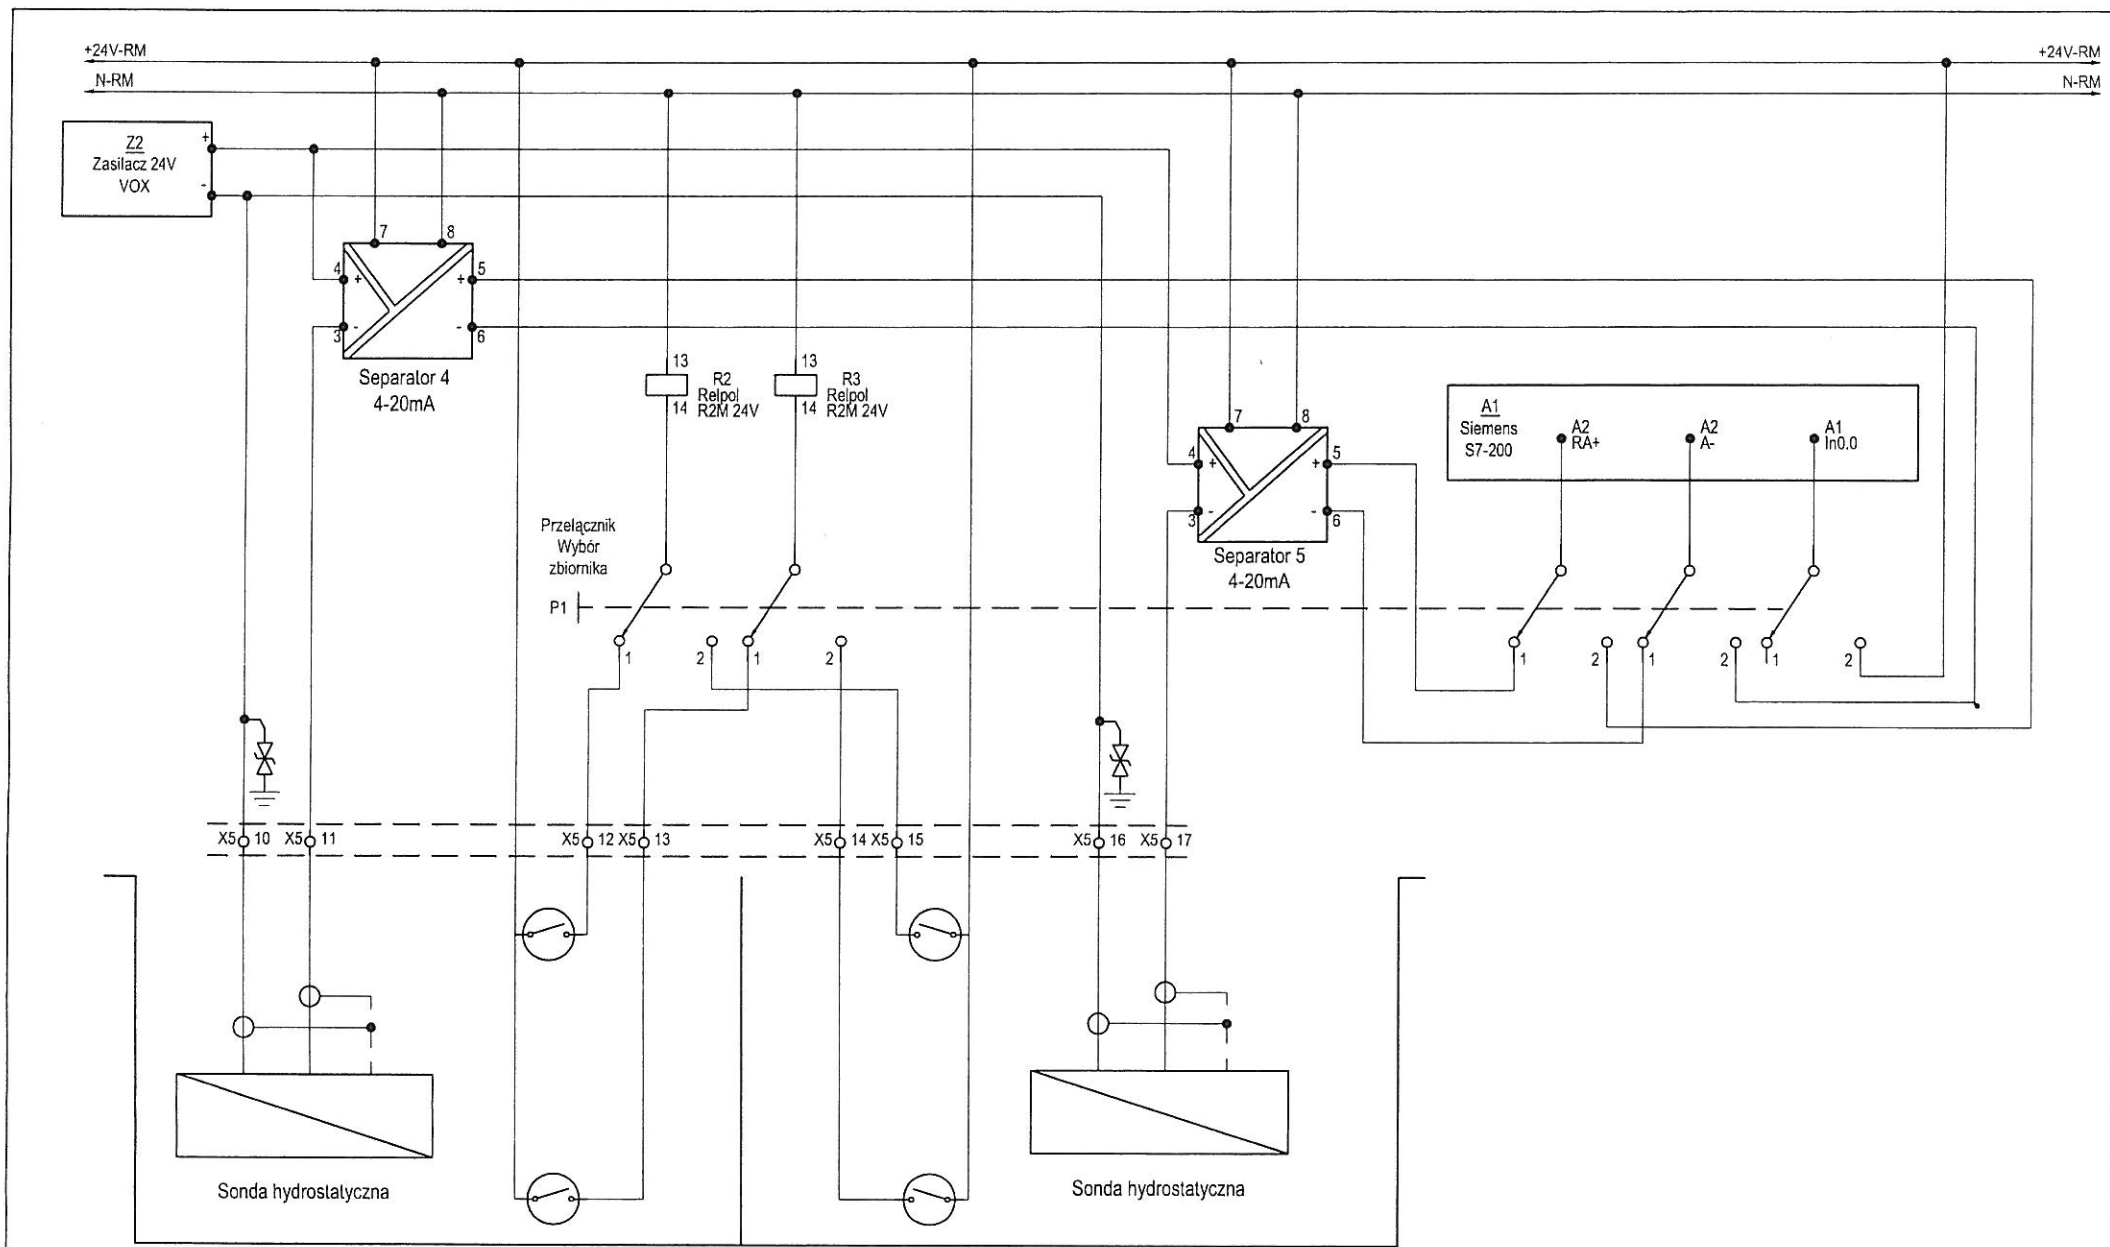 +24V-RM
+24V-RM
N-RM
N-RM
Z2
Zasilacz 24V
VOX
+
-
7
8
4
+
+
5
3
-
-
6
Separator 4
4-20mA
13
R2
Relpol
14
R2M 24V
13
R3
Relpol
14
R2M 24V
7
8
4
+
+
5
3
-
-
6
Separator 5
4-20mA
A1
Siemens
S7-200
A2
RA+
A2
A-
A1
In0.0
Przełącznik
Wybór
zbiornika
P1
1
2
1
2
1
2
1
2
1
2
X5 10
X5 11
X5 12
X5 13
X5 14
X5 15
X5 16
X5 17
Sonda hydrostatyczna
Sonda hydrostatyczna